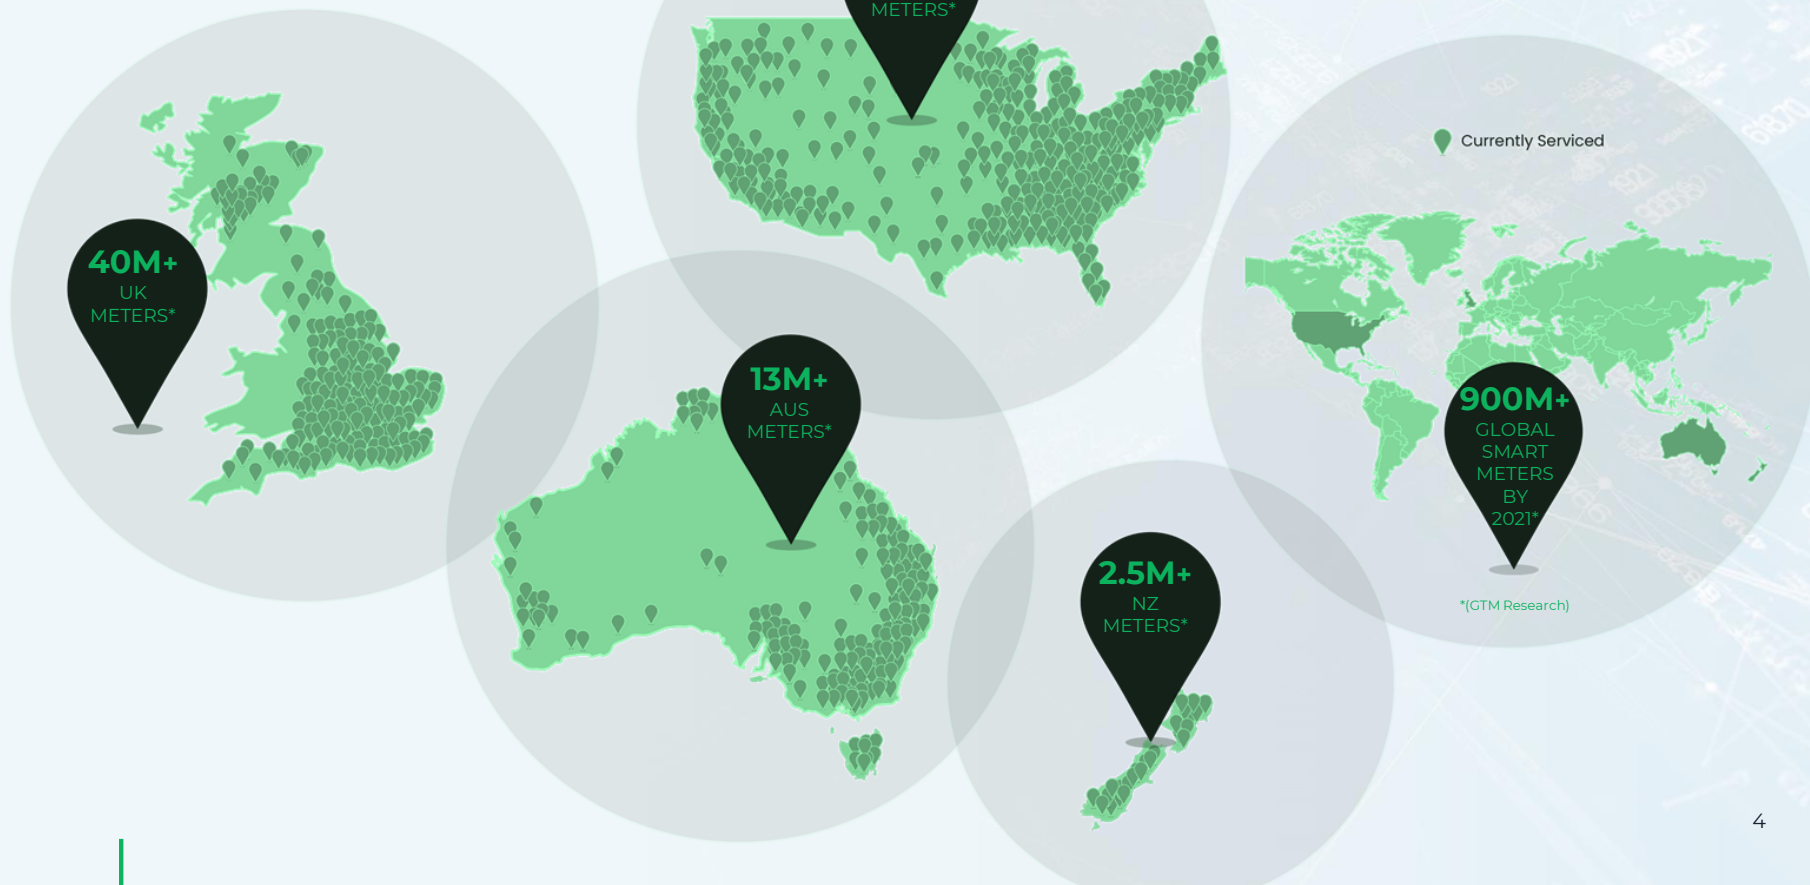 METERS*
Currently Serviced
40M+
UK
METERS*
13M+
AUS
METERS*
900M+
GLOBAL
SMART
METERS
BY
2021*
2.5M+
NZ
METERS*
*(GTM Research)
4